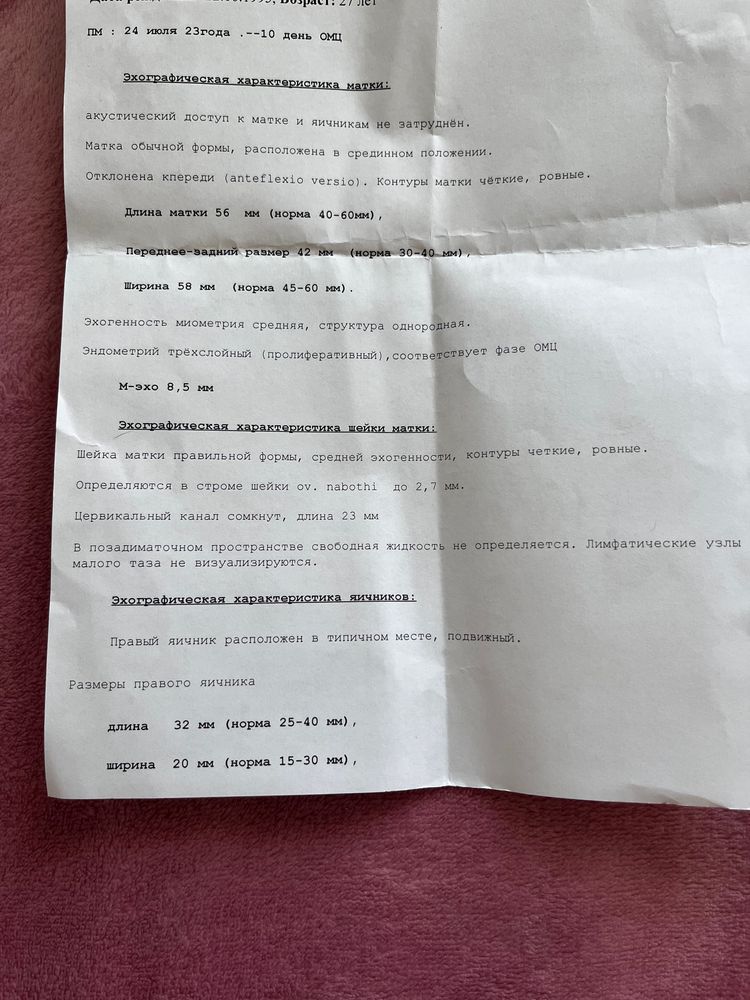 Возраст: 27 лет
ПМ : 24 июля 23года .--10 день ОМЦ
Эхографическая характеристика матки:
акустический доступ к матке и яичникам не затруднён.
Матка обычной формы, расположена в срединном положении.
Отклонена кпереди (anteflexio versio). Контуры матки чёткие, ровные.
Длина матки 56 мм (норма 40-60мм),
Переднее-задний размер 42 мм (норма 30-40 мм),
Ширина 58 мм (норма 45-60 мм).
Эхогенность миометрия средняя, структура однородная.
Эндометрий трёхслойный (пролиферативный),соответствует фазе ОМЦ
М-эхо 8,5 мм
Эхографическая характеристика шейки матки:
Шейка матки правильной формы, средней эхогенности, контуры четкие, ровные.
Определяются в строме шейки ov. nabothi до 2,7 мм.
Цервикальный канал сомкнут, длина 23 мм
В позадиматочном пространстве свободная жидкость не определяется. Лимфатические узлы
малого таза не визуализируются.
Эхографическая характеристика яичников:
Правый яичник расположен в типичном месте, подвижный.
Размеры правого яичника
длина 32 мм (норма 25-40 мм),
ширина 20 мм (норма 15-30 мм),